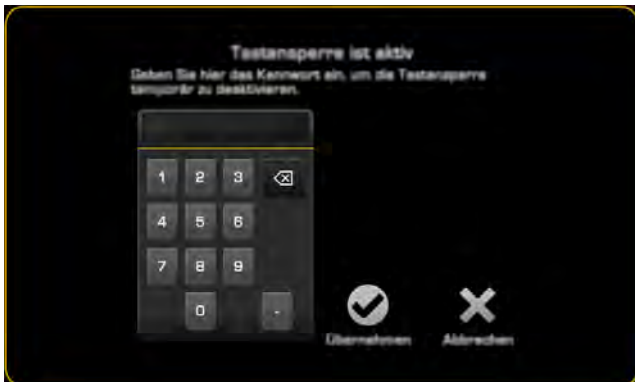 Tastensperre ist aktiv
Geben Sie hier das Kennwort ein, um die Tastensperre
temporär zu deaktivieren.
1 2 3
4 5 6
7 8 9
0 .
Übernehmen Abbrechen